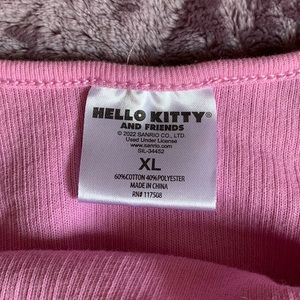 HELLO KITTY®
AND FRIENDS
© 2022 SANRIO CO., LTD.
Used Under License
www.sanrio.com
SIL-34452
XL
60%COTTON 40%POLYESTER
MADE IN CHINA
RN# 117508